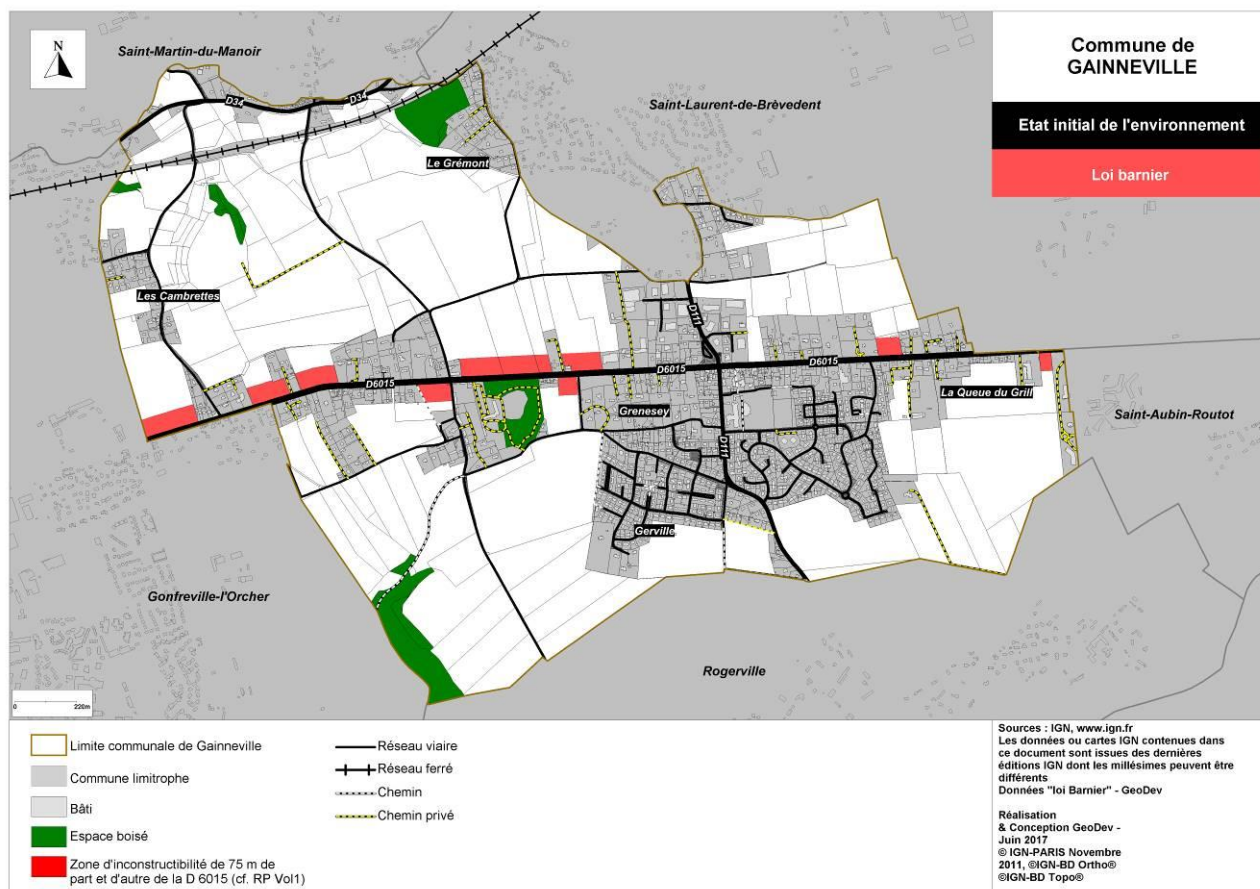 N
Saint-Martin-du-Manoir
D34
D34
Saint-Laurent-de-Brèvedent
Le Grémont
Les Cambrettes
D111
D6015
D6015
D6015
Grenesey
La Queue du Grill
Saint-Aubin-Routot
D111
Gerville
Gonfreville-l'Orcher
Rogerville
0 220m
Commune de
GAINNEVILLE
Etat initial de l'environnement
Loi barnier
Limite communale de Gainneville
Commune limitrophe
Bâti
Espace boisé
Zone d'inconstructibilité de 75 m de
part et d'autre de la D 6015 (cf. RP Vol1)
Réseau viaire
Réseau ferré
Chemin
Chemin privé
Sources : IGN, www.ign.fr
Les données ou cartes IGN contenues dans
ce document sont issues des dernières
éditions IGN dont les millésimes peuvent être
différents
Données "loi Barnier" - GeoDev
Réalisation
& Conception GeoDev -
Juin 2017
© IGN-PARIS Novembre
2011, ©IGN-BD Ortho®
©IGN-BD Topo®